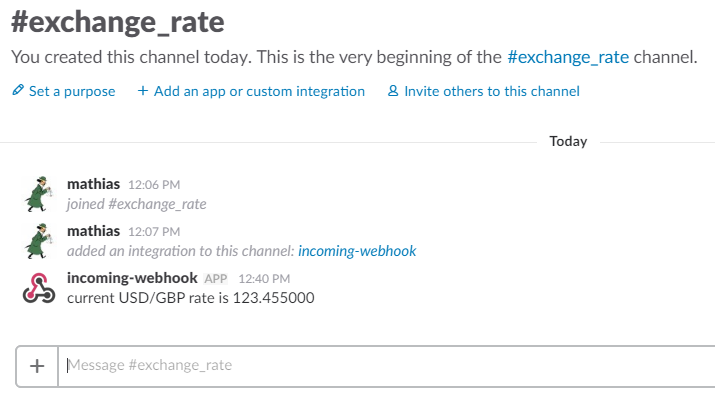 #exchange_rate
You created this channel today. This is the very beginning of the #exchange_rate channel.
Set a purpose + Add an app or custom integration Invite others to this channel
Today
mathias 12:06 PM
joined #exchange_rate
mathias 12:07 PM
added an integration to this channel: incoming-webhook
incoming-webhook APP 12:40 PM
current USD/GBP rate is 123.455000
+ Message #exchange_rate